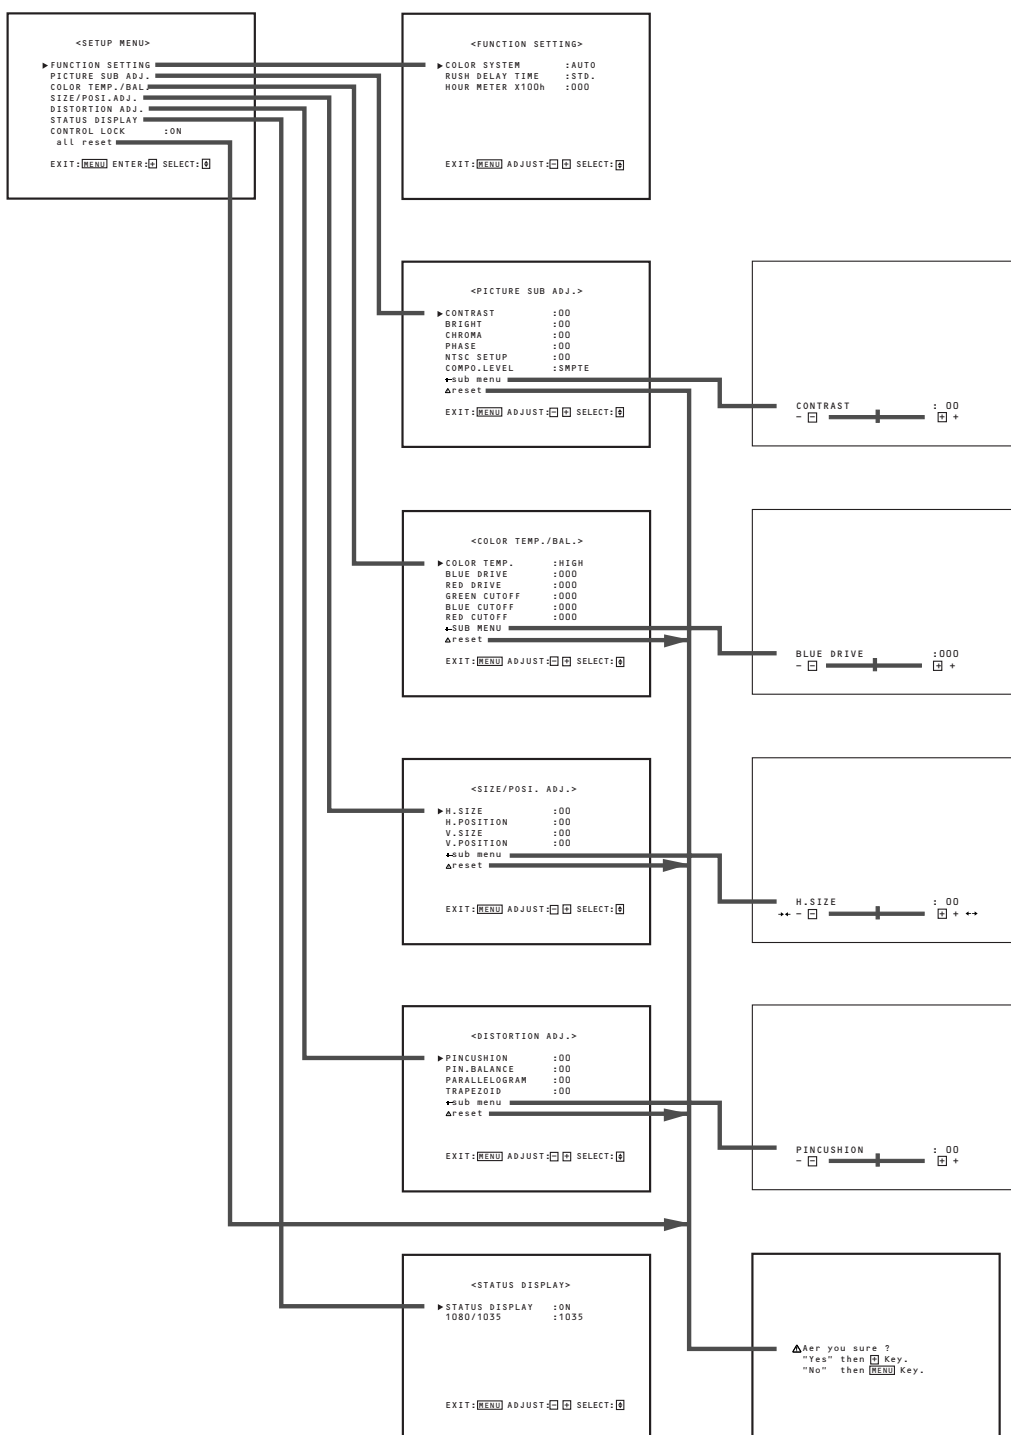 <SETUP MENU>
▶FUNCTION SETTING
PICTURE SUB ADJ.
COLOR TEMP./BAL.
SIZE/POSI.ADJ.
DISTORTION ADJ.
STATUS DISPLAY
CONTROL LOCK :ON
all reset
EXIT:MENU ENTER:+ SELECT:
<FUNCTION SETTING>
▶COLOR SYSTEM :AUTO
RUSH DELAY TIME :STD.
HOUR METER X100h :000
EXIT:MENU ADJUST:- + SELECT:
<PICTURE SUB ADJ.>
▶CONTRAST :00
BRIGHT :00
CHROMA :00
PHASE :00
NTSC SETUP :00
COMPO.LEVEL :SMPTE
←sub menu
△reset
EXIT:MENU ADJUST:- + SELECT:
CONTRAST : 00
- - + +
<COLOR TEMP./BAL.>
▶COLOR TEMP. :HIGH
BLUE DRIVE :000
RED DRIVE :000
GREEN CUTOFF :000
BLUE CUTOFF :000
RED CUTOFF :000
←SUB MENU
△reset
EXIT:MENU ADJUST:- + SELECT:
BLUE DRIVE :000
- - + +
<SIZE/POSI. ADJ.>
▶H.SIZE :00
H.POSITION :00
V.SIZE :00
V.POSITION :00
←sub menu
△reset
EXIT:MENU ADJUST:- + SELECT:
H.SIZE : 00
→← - - + + ←→
<DISTORTION ADJ.>
▶PINCUSHION :00
PIN.BALANCE :00
PARALLELOGRAM :00
TRAPEZOID :00
←sub menu
△reset
EXIT:MENU ADJUST:- + SELECT:
PINCUSHION : 00
- - + +
<STATUS DISPLAY>
▶STATUS DISPLAY :ON
1080/1035 :1035
EXIT:MENU ADJUST:- + SELECT:
⚠Aer you sure ?
"Yes" then + Key.
"No" then MENU Key.